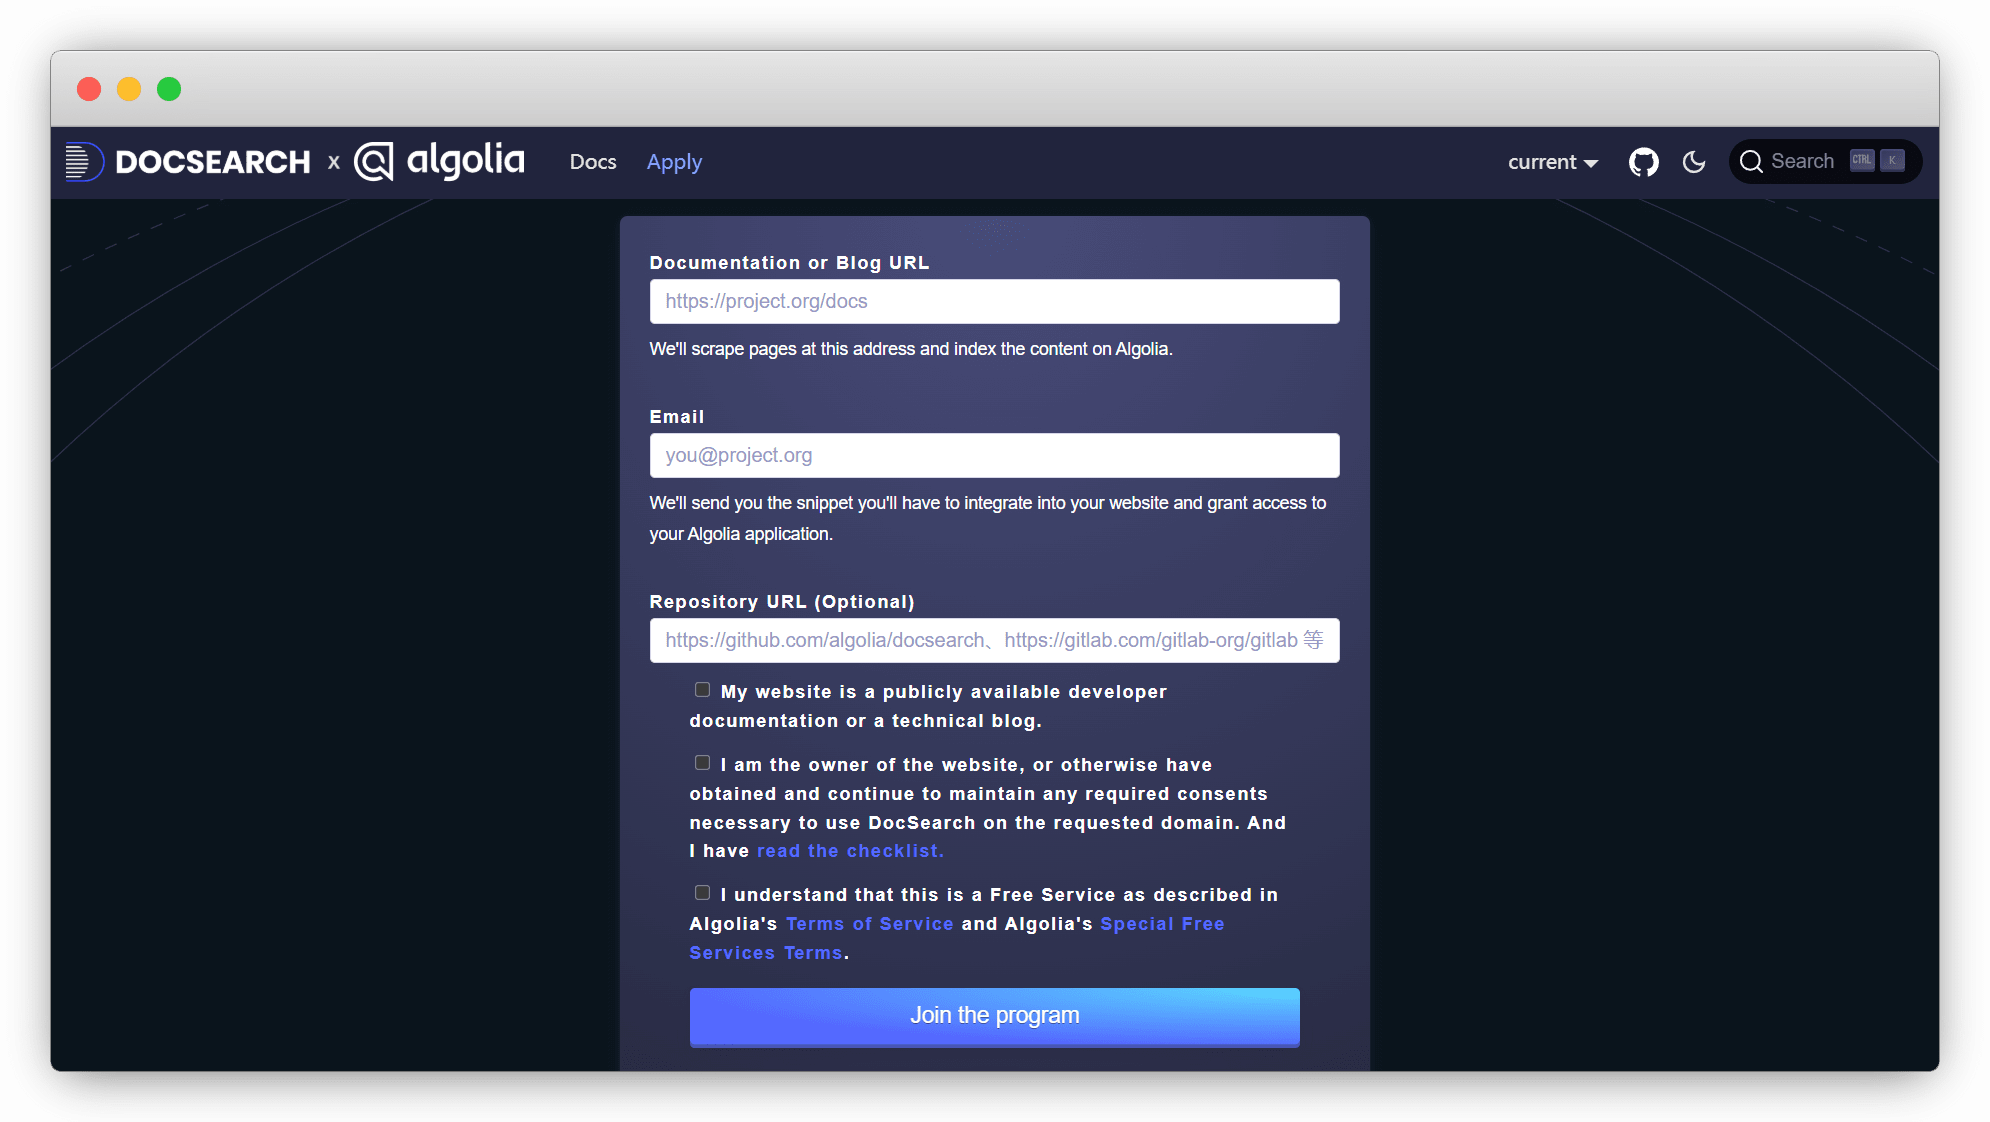 DOCSEARCH x algolia Docs Apply current Search CTRL K
Documentation or Blog URL
https://project.org/docs
We'll scrape pages at this address and index the content on Algolia.
Email
you@project.org
We'll send you the snippet you'll have to integrate into your website and grant access to
your Algolia application.
Repository URL (Optional)
https://github.com/algolia/docsearch、https://gitlab.com/gitlab-org/gitlab 等
My website is a publicly available developer
documentation or a technical blog.
I am the owner of the website, or otherwise have
obtained and continue to maintain any required consents
necessary to use DocSearch on the requested domain. And
I have read the checklist.
I understand that this is a Free Service as described in
Algolia's Terms of Service and Algolia's Special Free
Services Terms.
Join the program